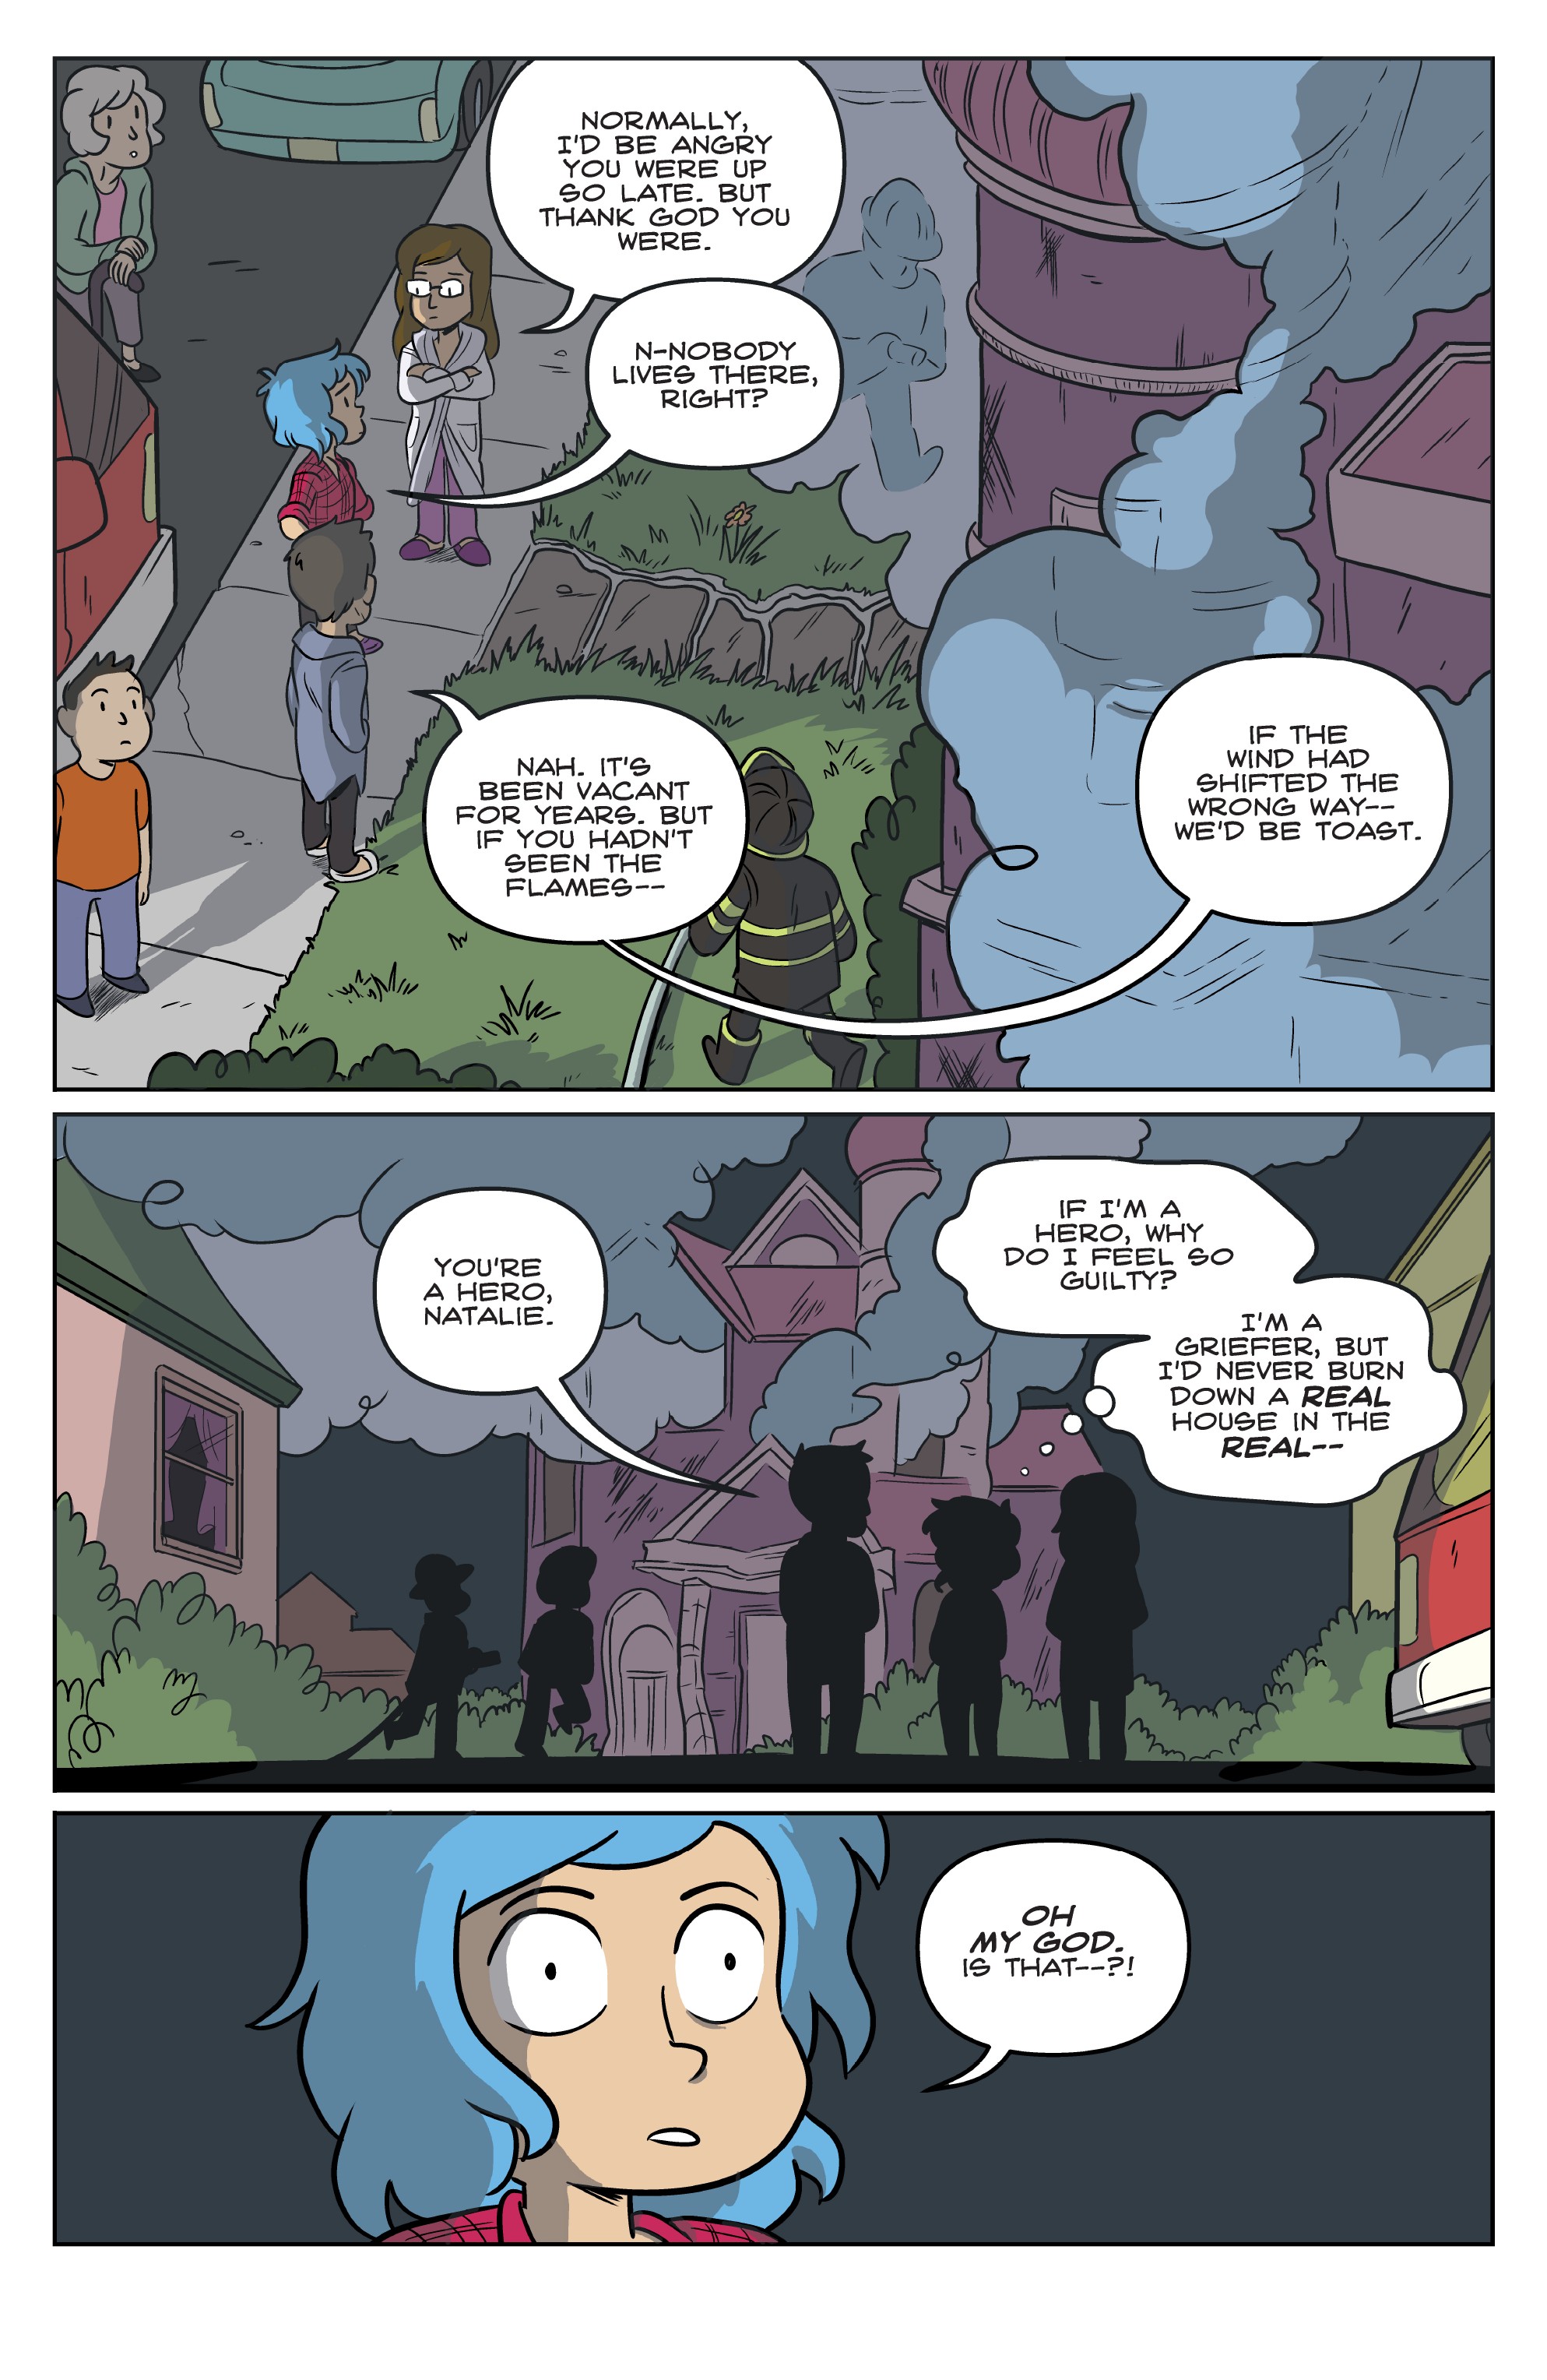 NORMALLY,
I'D BE ANGRY
YOU WERE UP
SO LATE. BUT
THANK GOD YOU
WERE.
N-NOBODY
LIVES THERE,
RIGHT?
NAH. IT'S
BEEN VACANT
FOR YEARS. BUT
IF YOU HADN'T
SEEN THE
FLAMES--
IF THE
WIND HAD
SHIFTED THE
WRONG WAY--
WE'D BE TOAST.
YOU'RE
A HERO,
NATALIE.
IF I'M A
HERO, WHY
DO I FEEL SO
GUILTY?
I'M A
GRIEFER, BUT
I'D NEVER BURN
DOWN A REAL
HOUSE IN THE
REAL--
OH
MY GOD.
IS THAT--?!